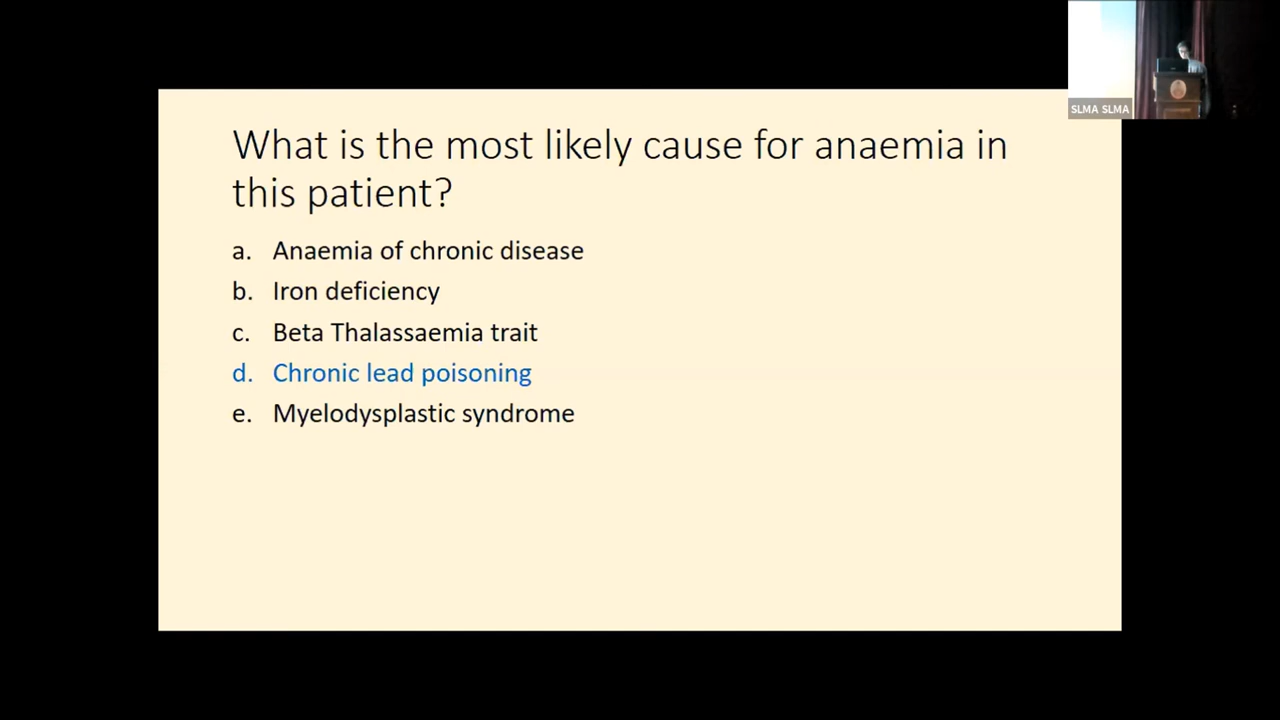 SLMA SLMA
What is the most likely cause for anaemia in
this patient?
a. Anaemia of chronic disease
b. Iron deficiency
c. Beta Thalassaemia trait
d. Chronic lead poisoning
e. Myelodysplastic syndrome